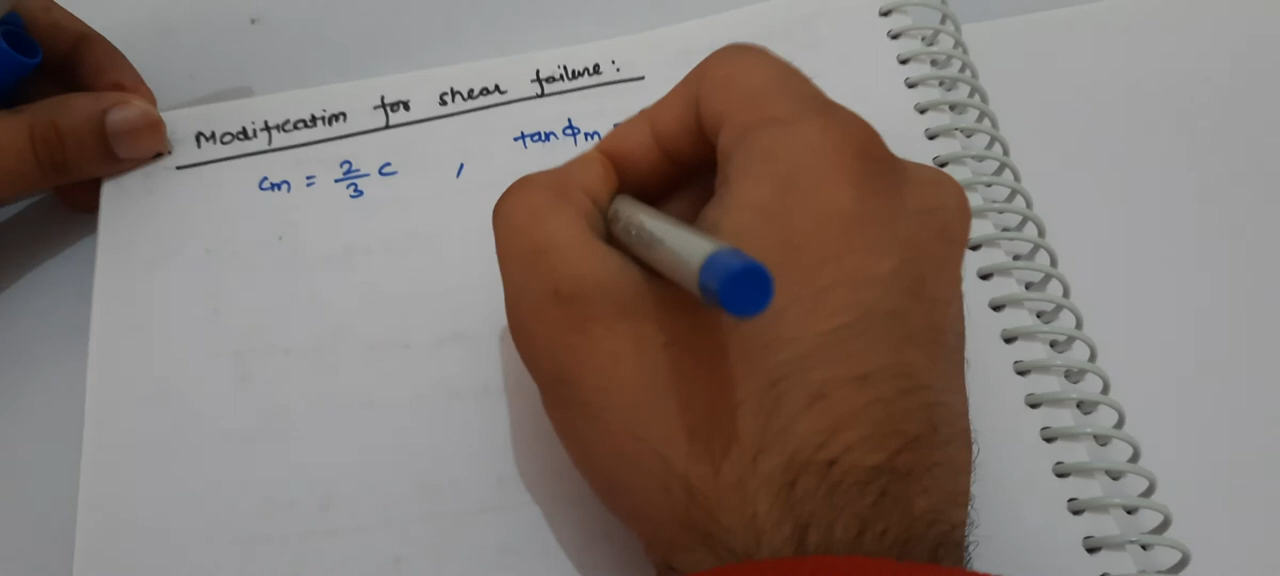 Modification for shear failure:
cm = 2/3 c , tan ϕm